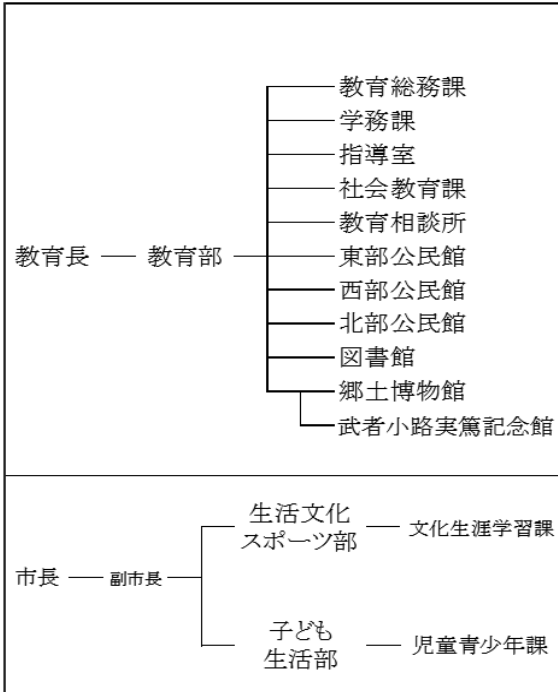 教育総務課
学務課
指導室
社会教育課
教育相談所
教育長
教育部
東部公民館
西部公民館
北部公民館
図書館
郷土博物館
武者小路実篤記念館
生活文化
スポーツ部
文化生涯学習課
市長
副市長
子ども
生活部
児童青少年課